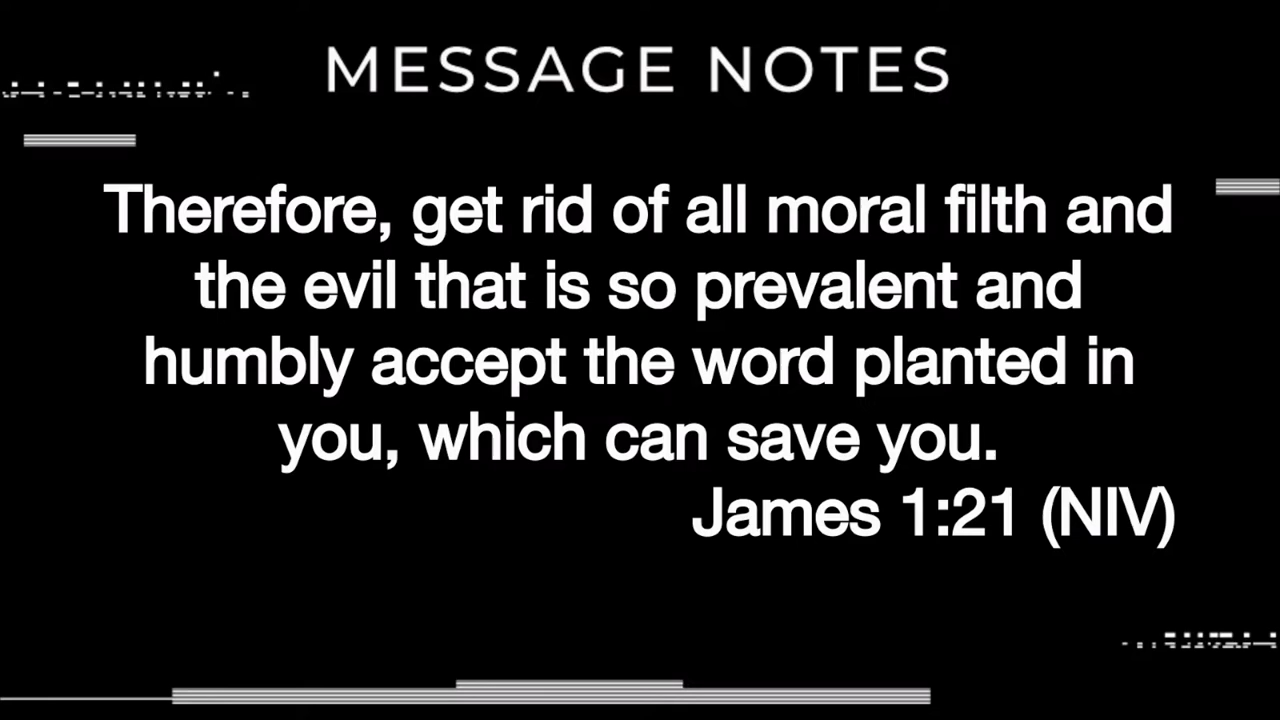 MESSAGE NOTES
Therefore, get rid of all moral filth and
the evil that is so prevalent and
humbly accept the word planted in
you, which can save you.
James 1:21 (NIV)